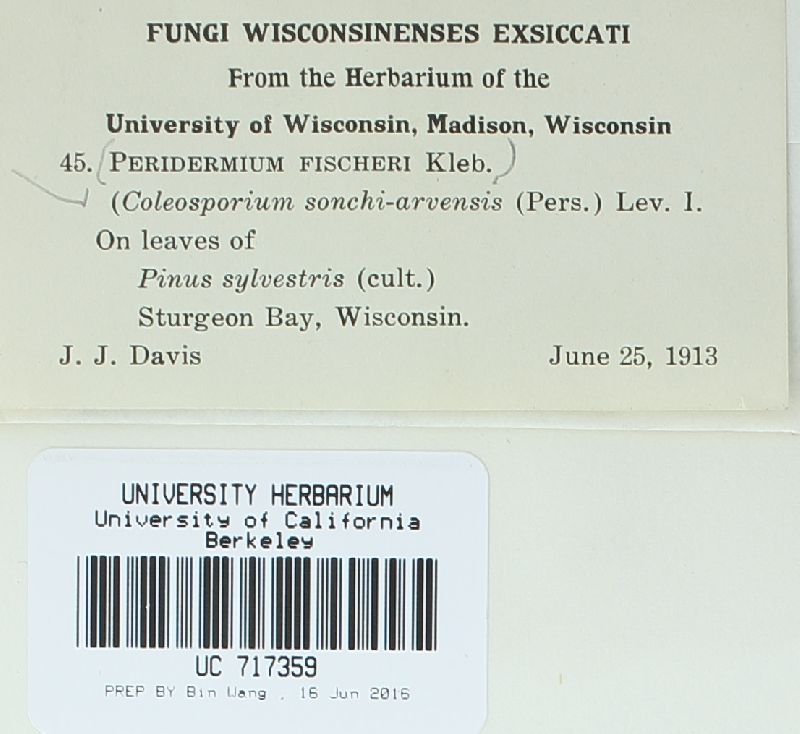 FUNGI WISCONSINENSES EXSICCATI
From the Herbarium of the
University of Wisconsin, Madison, Wisconsin
45. (PERIDERMIUM FISCHERI Kleb.)
(Coleosporium sonchi-arvensis (Pers.) Lev. I.
On leaves of
Pinus sylvestris (cult.)
Sturgeon Bay, Wisconsin.
J. J. Davis June 25, 1913
UNIVERSITY HERBARIUM
University of California
Berkeley
UC 717359
PREP BY Bin Wang , 16 Jun 2016